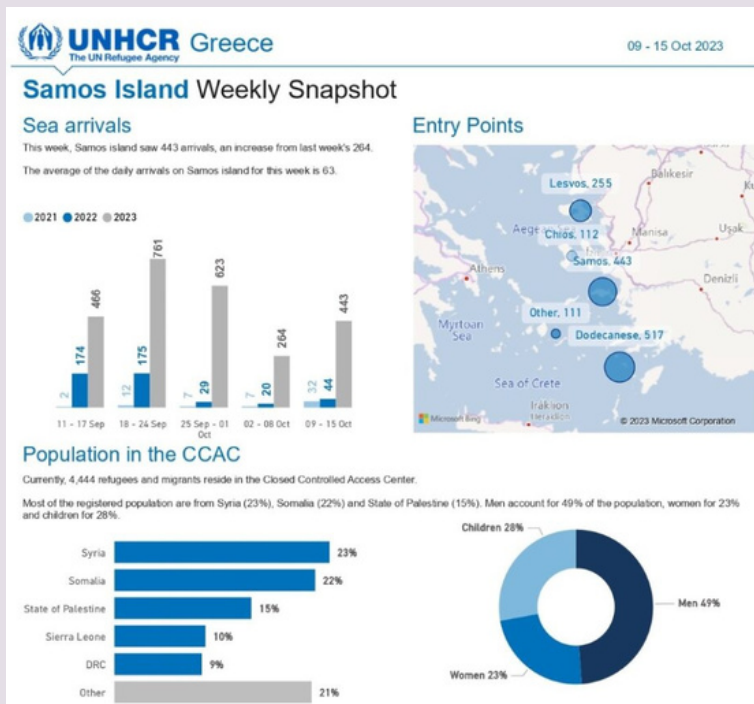 UNHCR
The UN Refugee Agency
Greece
09 - 15 Oct 2023
Samos Island Weekly Snapshot
Sea arrivals
This week, Samos island saw 443 arrivals, an increase from last week's 264.
The average of the daily arrivals on Samos island for this week is 63.
2021 2022 2023
2 174 466
12 175 761
7 29 623
7 20 264
32 44 443
11 - 17 Sep
18 - 24 Sep
25 Sep - 01
Oct
02 - 08 Oct
09 - 15 Oct
Entry Points
Lesvos, 255
Balıkesir
Chios, 112
Manisa
Uşak
Samos, 443
Athens
Denizli
Other, 111
Myrtoan
Sea
Dodecanese, 517
Sea of Crete
Iraklion
Microsoft Bing
© 2023 Microsoft Corporation
Population in the CCAC
Currently, 4,444 refugees and migrants reside in the Closed Controlled Access Center.
Most of the registered population are from Syria (23%), Somalia (22%) and State of Palestine (15%). Men account for 49% of the population, women for 23%
and children for 28%.
Syria 23%
Somalia 22%
State of Palestine 15%
Sierra Leone 10%
DRC 9%
Other 21%
Children 28%
Men 49%
Women 23%